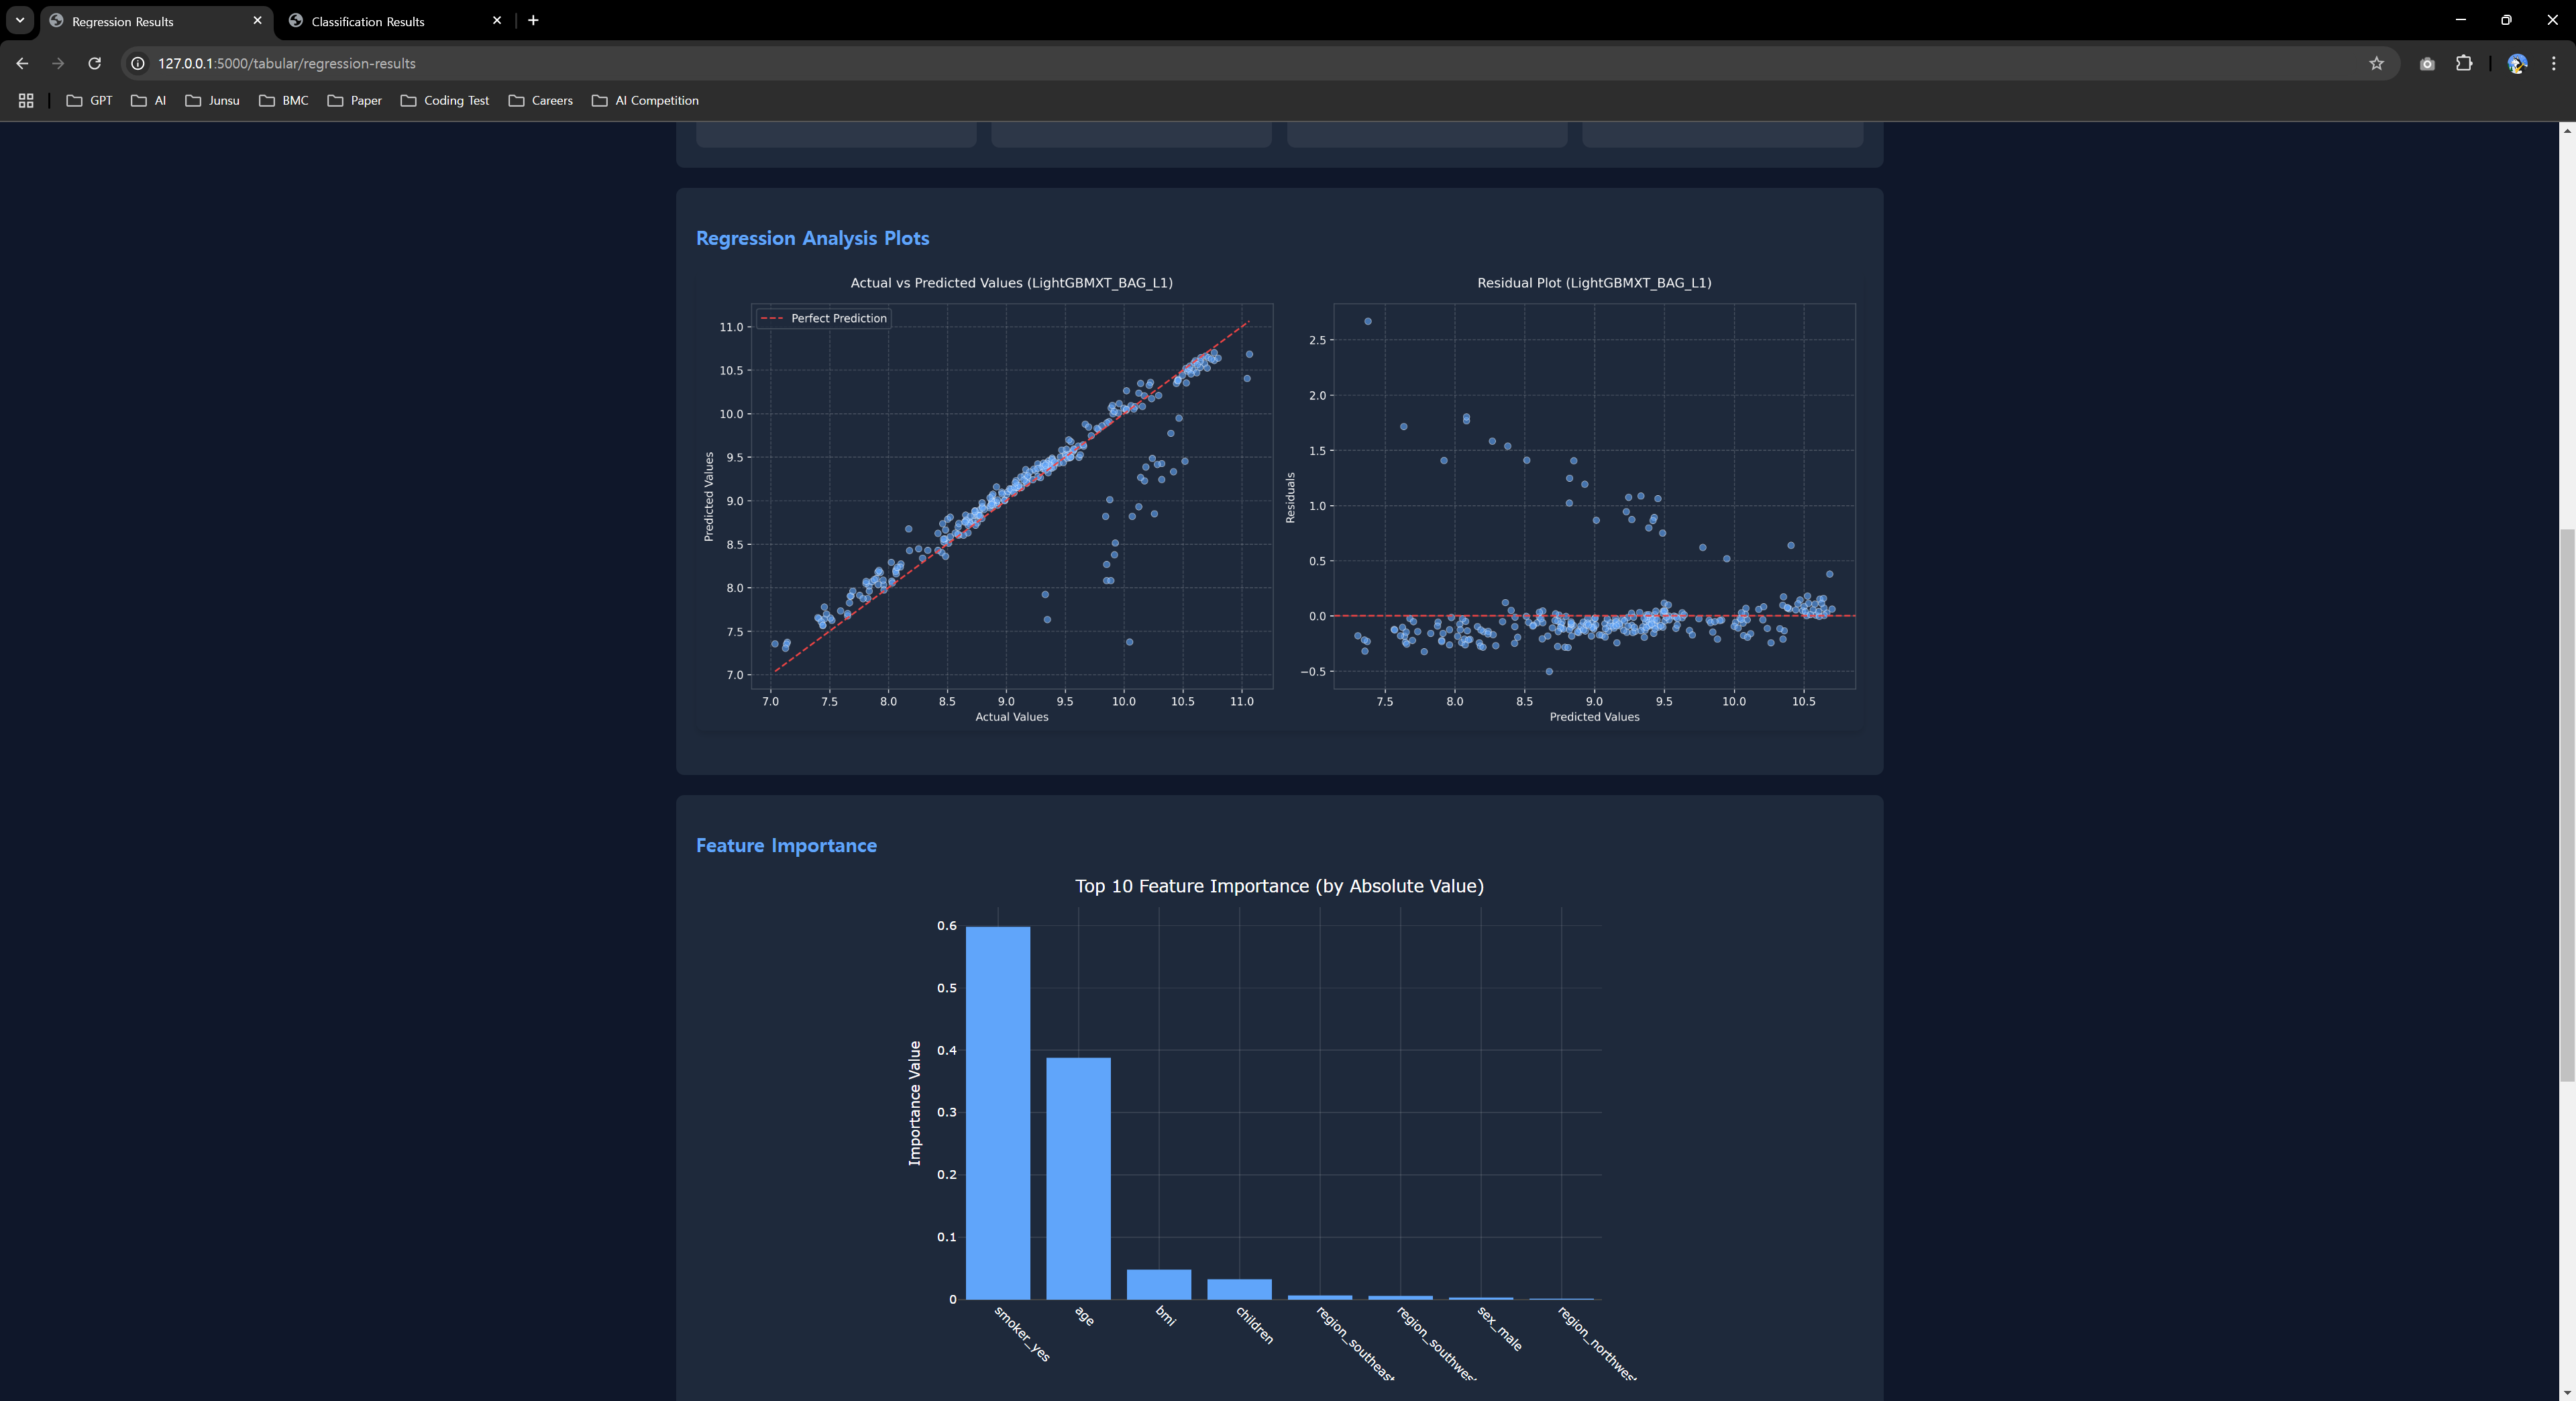 Regression Results
Classification Results
127.0.0.1:5000/tabular/regression-results
GPT AI Junsu BMC Paper Coding Test Careers AI Competition
Regression Analysis Plots
Actual vs Predicted Values (LightGBMXT_BAG_L1)
Perfect Prediction
11.0
10.5
10.0
9.5
9.0
8.5
8.0
7.5
7.0
Predicted Values
7.0 7.5 8.0 8.5 9.0 9.5 10.0 10.5 11.0
Actual Values
Residual Plot (LightGBMXT_BAG_L1)
2.5
2.0
1.5
1.0
0.5
0.0
−0.5
Residuals
7.5 8.0 8.5 9.0 9.5 10.0 10.5
Predicted Values
Feature Importance
Top 10 Feature Importance (by Absolute Value)
0.6
0.5
0.4
0.3
0.2
0.1
0
Importance Value
smoker_yes
age
bmi
children
region_southeast
region_southwest
sex_male
region_northwest